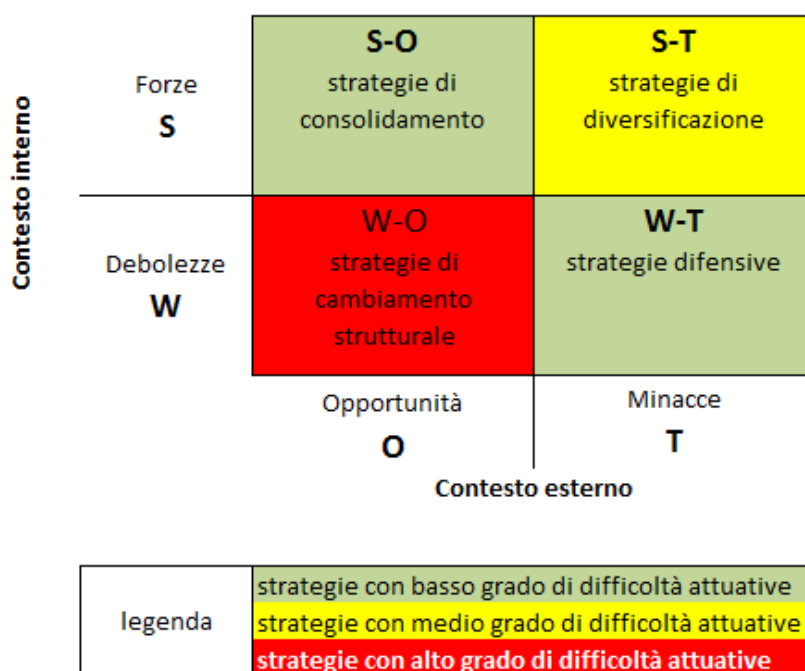 Contesto interno
Forze
S
S-O
strategie di
consolidamento
S-T
strategie di
diversificazione
Debolezze
W
W-O
strategie di
cambiamento
strutturale
W-T
strategie difensive
Opportunità
O
Minacce
T
Contesto esterno
legenda
strategie con basso grado di difficoltà attuative
strategie con medio grado di difficoltà attuative
strategie con alto grado di difficoltà attuative